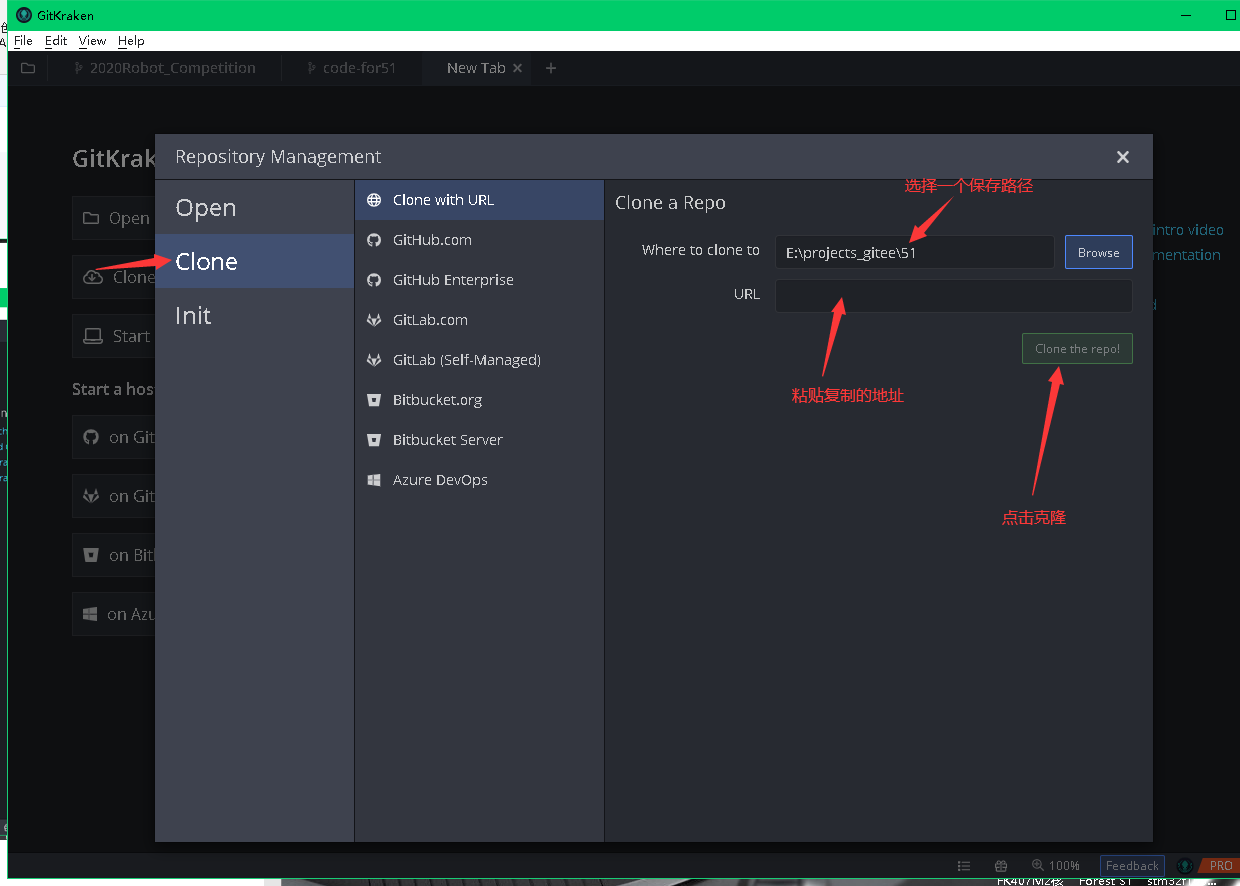 GitKraken
File Edit View Help
2020Robot_Competition
code-for51
New Tab
GitKrak
Open
Clone
Start
Start a hos
on Git
on Git
on Bit
on Azu
Repository Management
Open
Clone
Init
Clone with URL
GitHub.com
GitHub Enterprise
GitLab.com
GitLab (Self-Managed)
Bitbucket.org
Bitbucket Server
Azure DevOps
选择一个保存路径
Clone a Repo
Where to clone to
E:\projects_gitee\51
Browse
URL
Clone the repo!
粘贴复制的地址
点击克隆
intro video
mentation
100%
Feedback
PRO